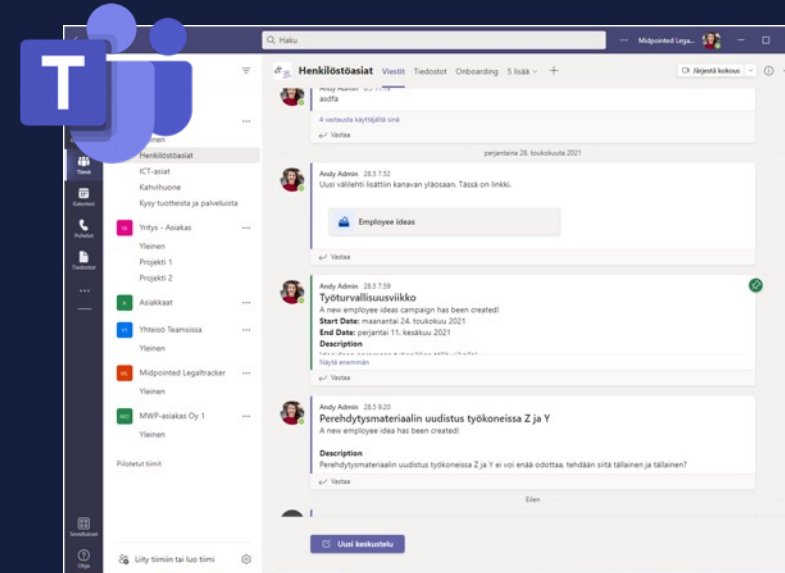 T
Haku
Midpointed Lega...
Henkilöstöasiat Viestit Tiedostot Onboarding 5 lisää
Järjestä kokous
Henkilöstöasiat
ICT-asiat
Kahvihuone
Kysy tuotteista ja palveluista
Yritys - Asiakas
Yleinen
Projekti 1
Projekti 2
A Asiakkaat
Yhteisö Teamsissa
Yleinen
ML Midpointed Legaltracker
Yleinen
MO MWP-asiakas Oy 1
Yleinen
Piilotetut tiimit
Liity tiimiin tai luo tiimi
Tiimit
Kalenteri
Puhelut
Tiedostot
Sovellukset
Ohje
asdfa
4 vastausta käyttäjältä sinä
Vastaa
perjantaina 28. toukokuuta 2021
Andy Admin 28.5 7.52
Uusi välilehti lisättiin kanavan yläosaan. Tässä on linkki.
Employee ideas
Vastaa
Andy Admin 28.5 7.59
Työturvallisuusviikko
A new employee ideas campaign has been created!
Start Date: maanantai 24. toukokuu 2021
End Date: perjantai 11. kesäkuu 2021
Description
Näytä enemmän
Vastaa
Andy Admin 28.5 9.20
Perehdytysmateriaalin uudistus työkoneissa Z ja Y
A new employee idea has been created!
Description
Perehdytysmateriaalin uudistus työkoneissa Z ja Y ei voi enää odottaa, tehdään siitä tällainen ja tällainen?
Vastaa
Eilen
Uusi keskustelu